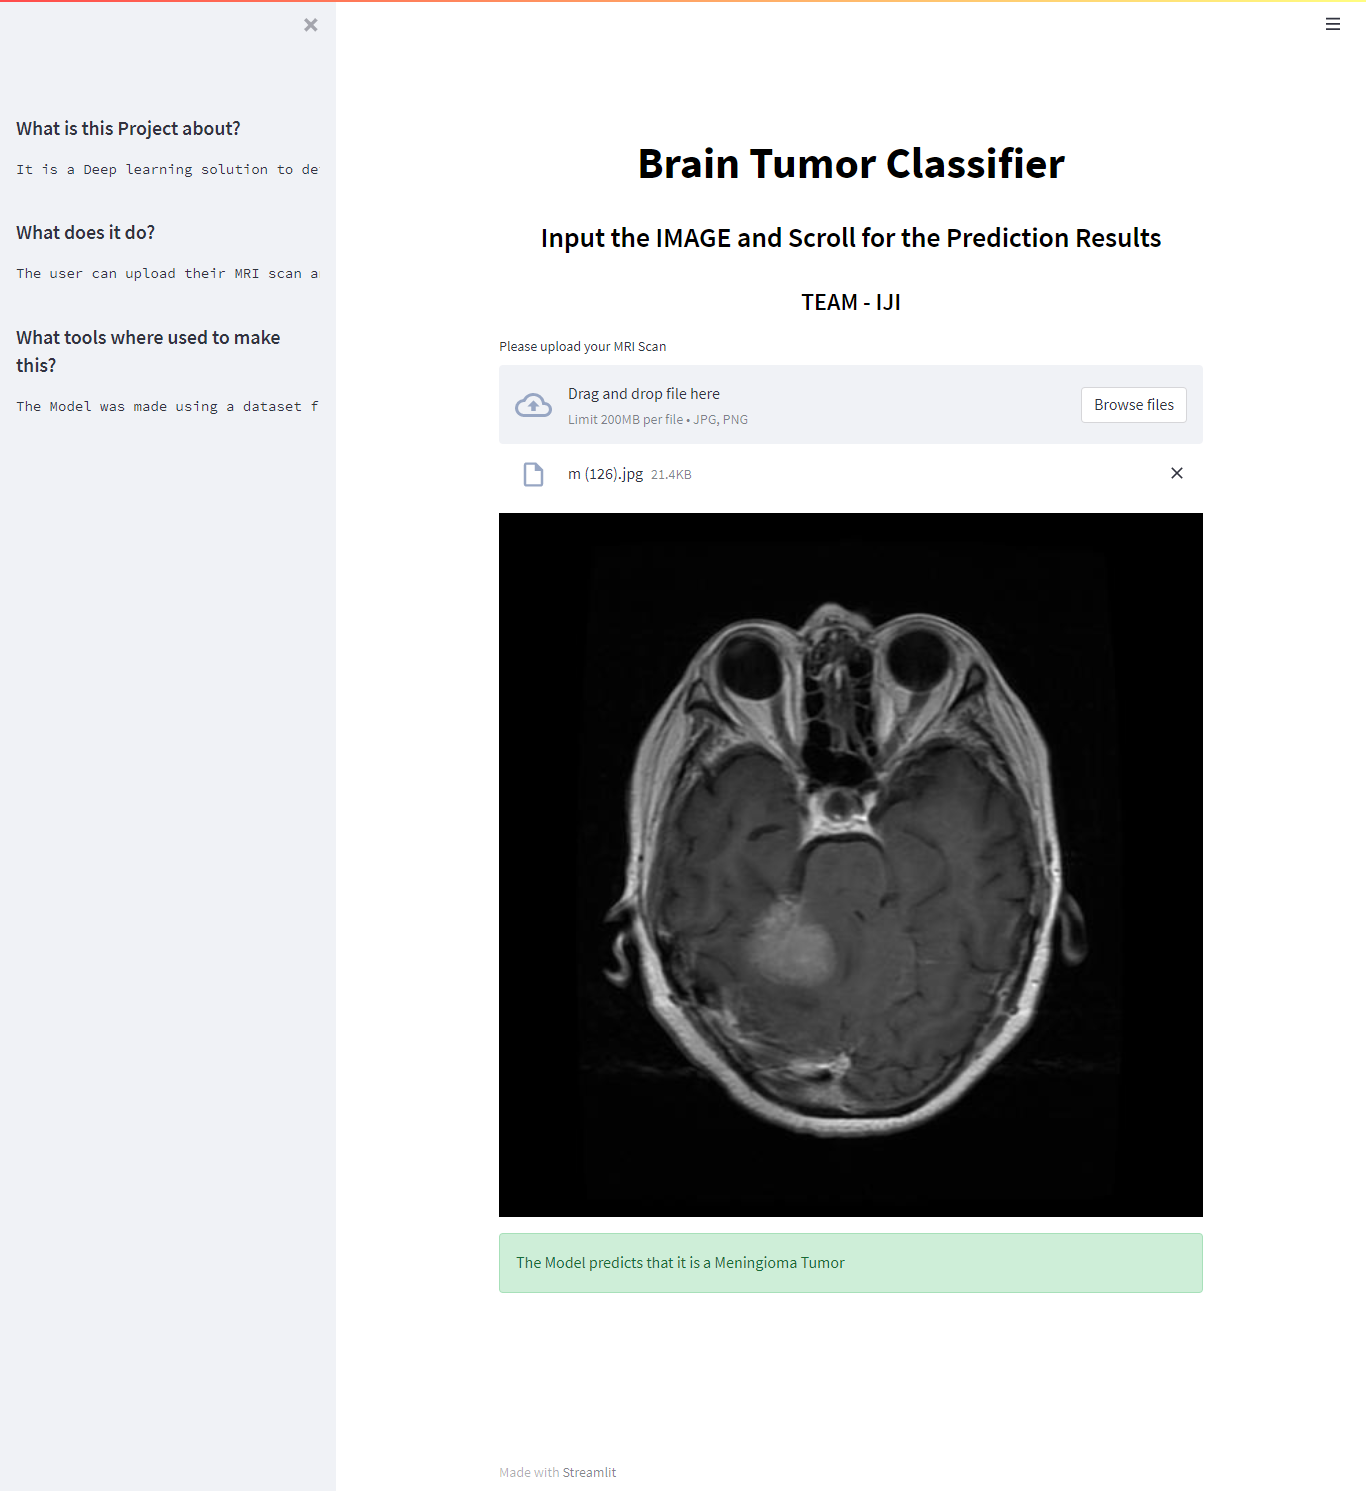 What is this Project about?
It is a Deep learning solution to de
What does it do?
The user can upload their MRI scan a
What tools where used to make
this?
The Model was made using a dataset f
Brain Tumor Classifier
Input the IMAGE and Scroll for the Prediction Results
TEAM - IJI
Please upload your MRI Scan
Drag and drop file here
Limit 200MB per file • JPG, PNG
Browse files
m (126).jpg 21.4KB
The Model predicts that it is a Meningioma Tumor
Made with Streamlit